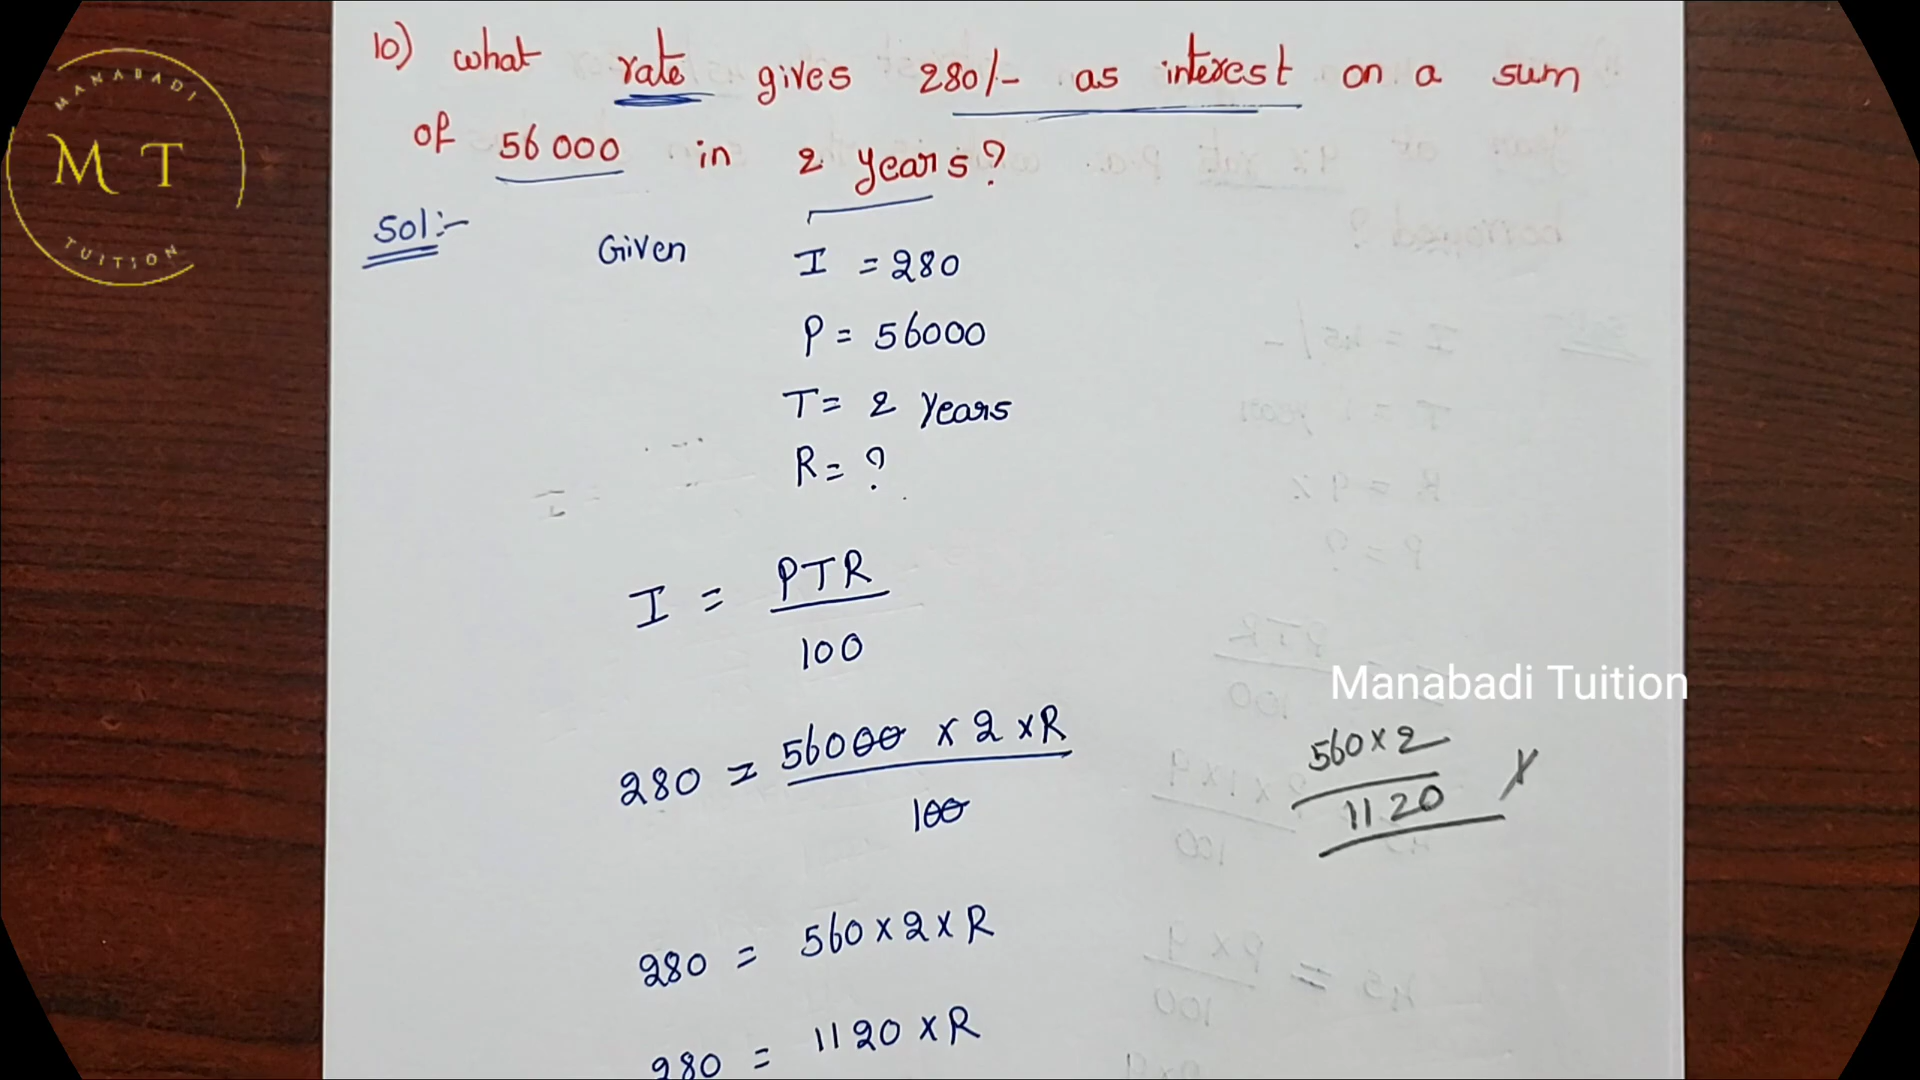 MANABADI
M T
TUITION
10) what rate gives 280/- as interest on a sum
of 56000 in 2 years?
Sol:-
Given I = 280
P = 56000
T = 2 years
R = ?
I = PTR
100
280 = 56000 x 2 x R
100
Manabadi Tuition
560 x 2
1120
280 = 560 x 2 x R
280 = 1120 x R